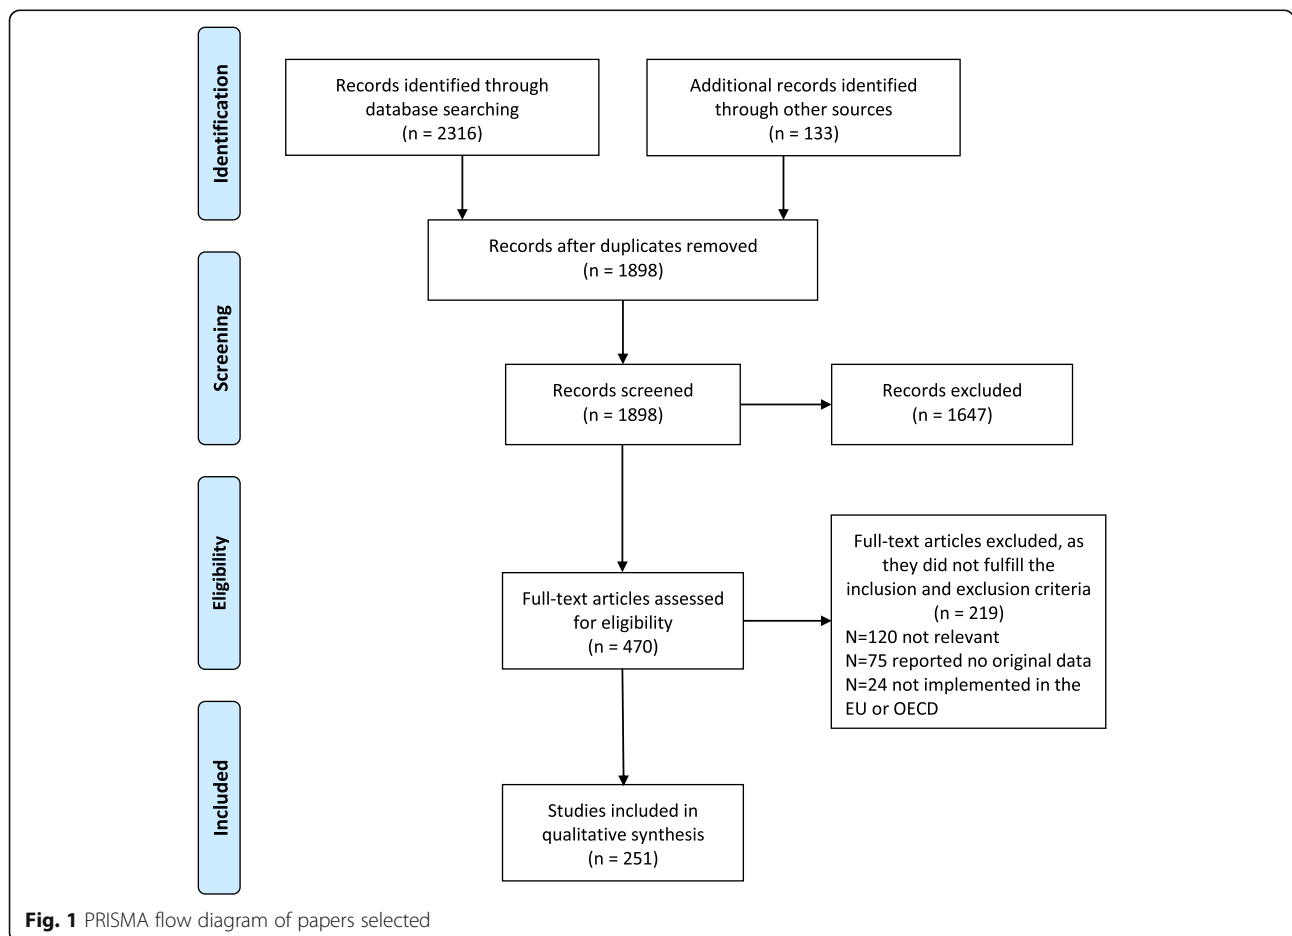 Identification
Records identified through
database searching
(n = 2316)
Additional records identified
through other sources
(n = 133)
Records after duplicates removed
(n = 1898)
Screening
Records screened
(n = 1898)
Records excluded
(n = 1647)
Eligibility
Full-text articles assessed
for eligibility
(n = 470)
Full-text articles excluded, as
they did not fulfill the
inclusion and exclusion criteria
(n = 219)
N=120 not relevant
N=75 reported no original data
N=24 not implemented in the
EU or OECD
Included
Studies included in
qualitative synthesis
(n = 251)
Fig. 1 PRISMA flow diagram of papers selected